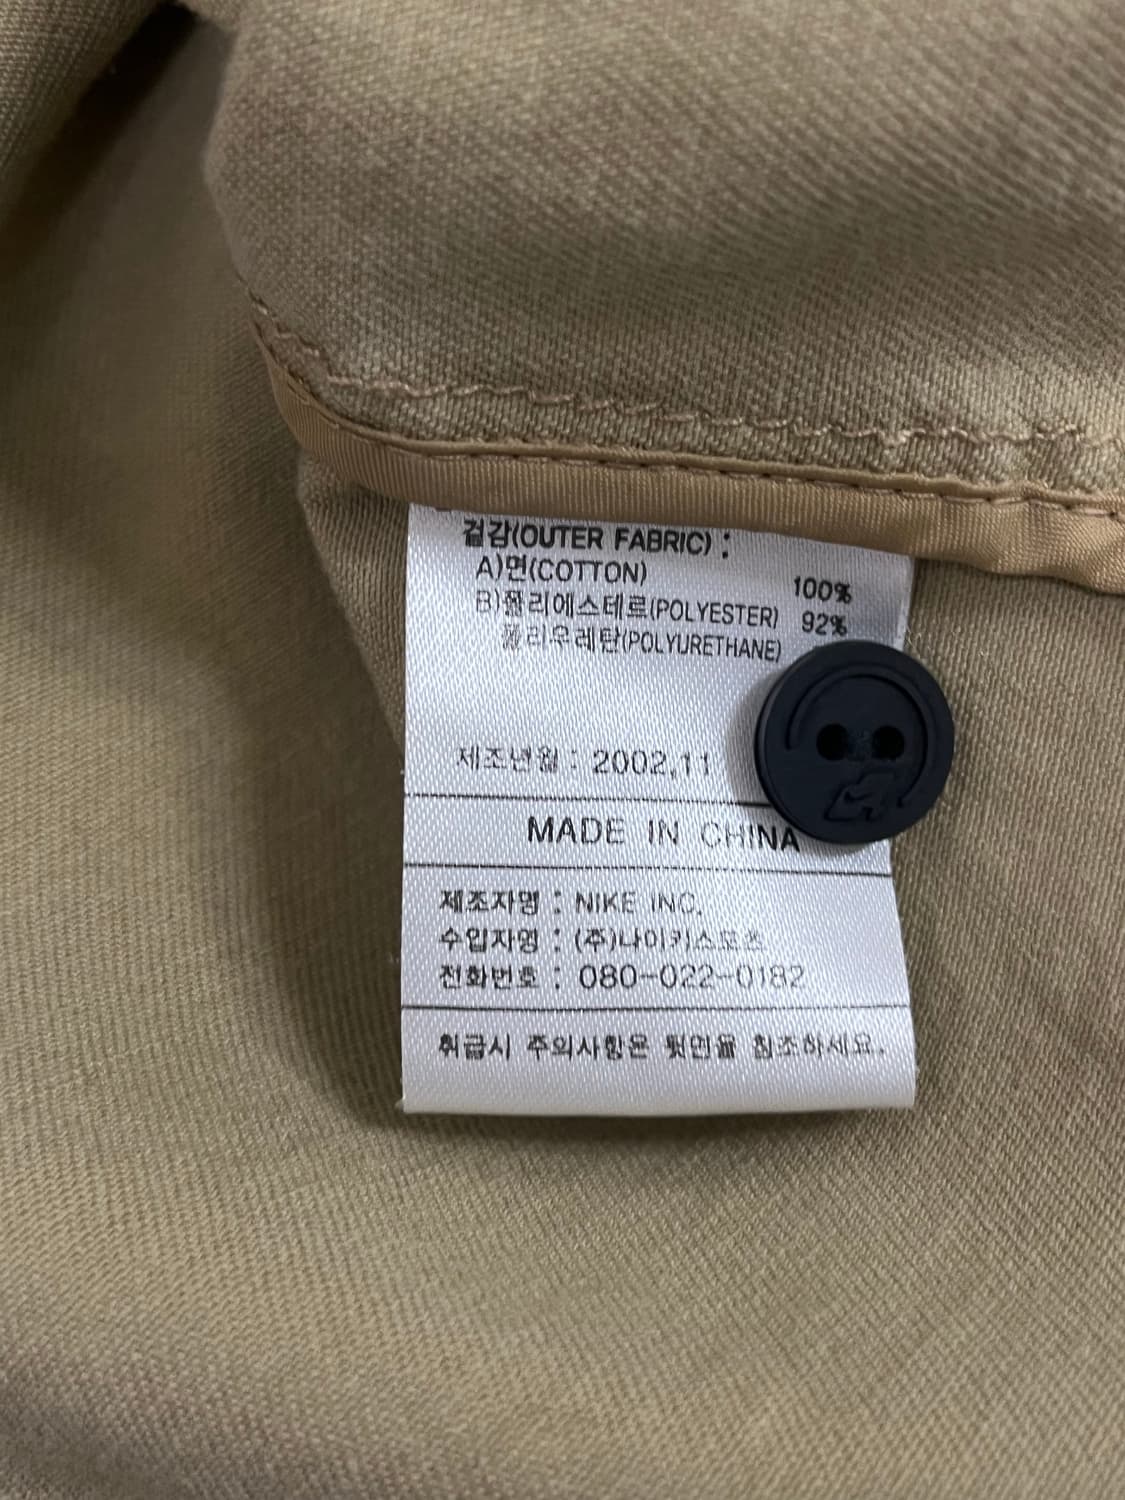 겉감(OUTER FABRIC) :
A)면(COTTON) 100%
B)폴리에스테르(POLYESTER) 92%
폴리우레탄(POLYURETHANE)
제조년월 : 2002.11
MADE IN CHINA
제조자명 : NIKE INC.
수입자명 : (주)나이키스포츠
전화번호 : 080-022-0182
취급시 주의사항은 뒷면을 참조하세요.